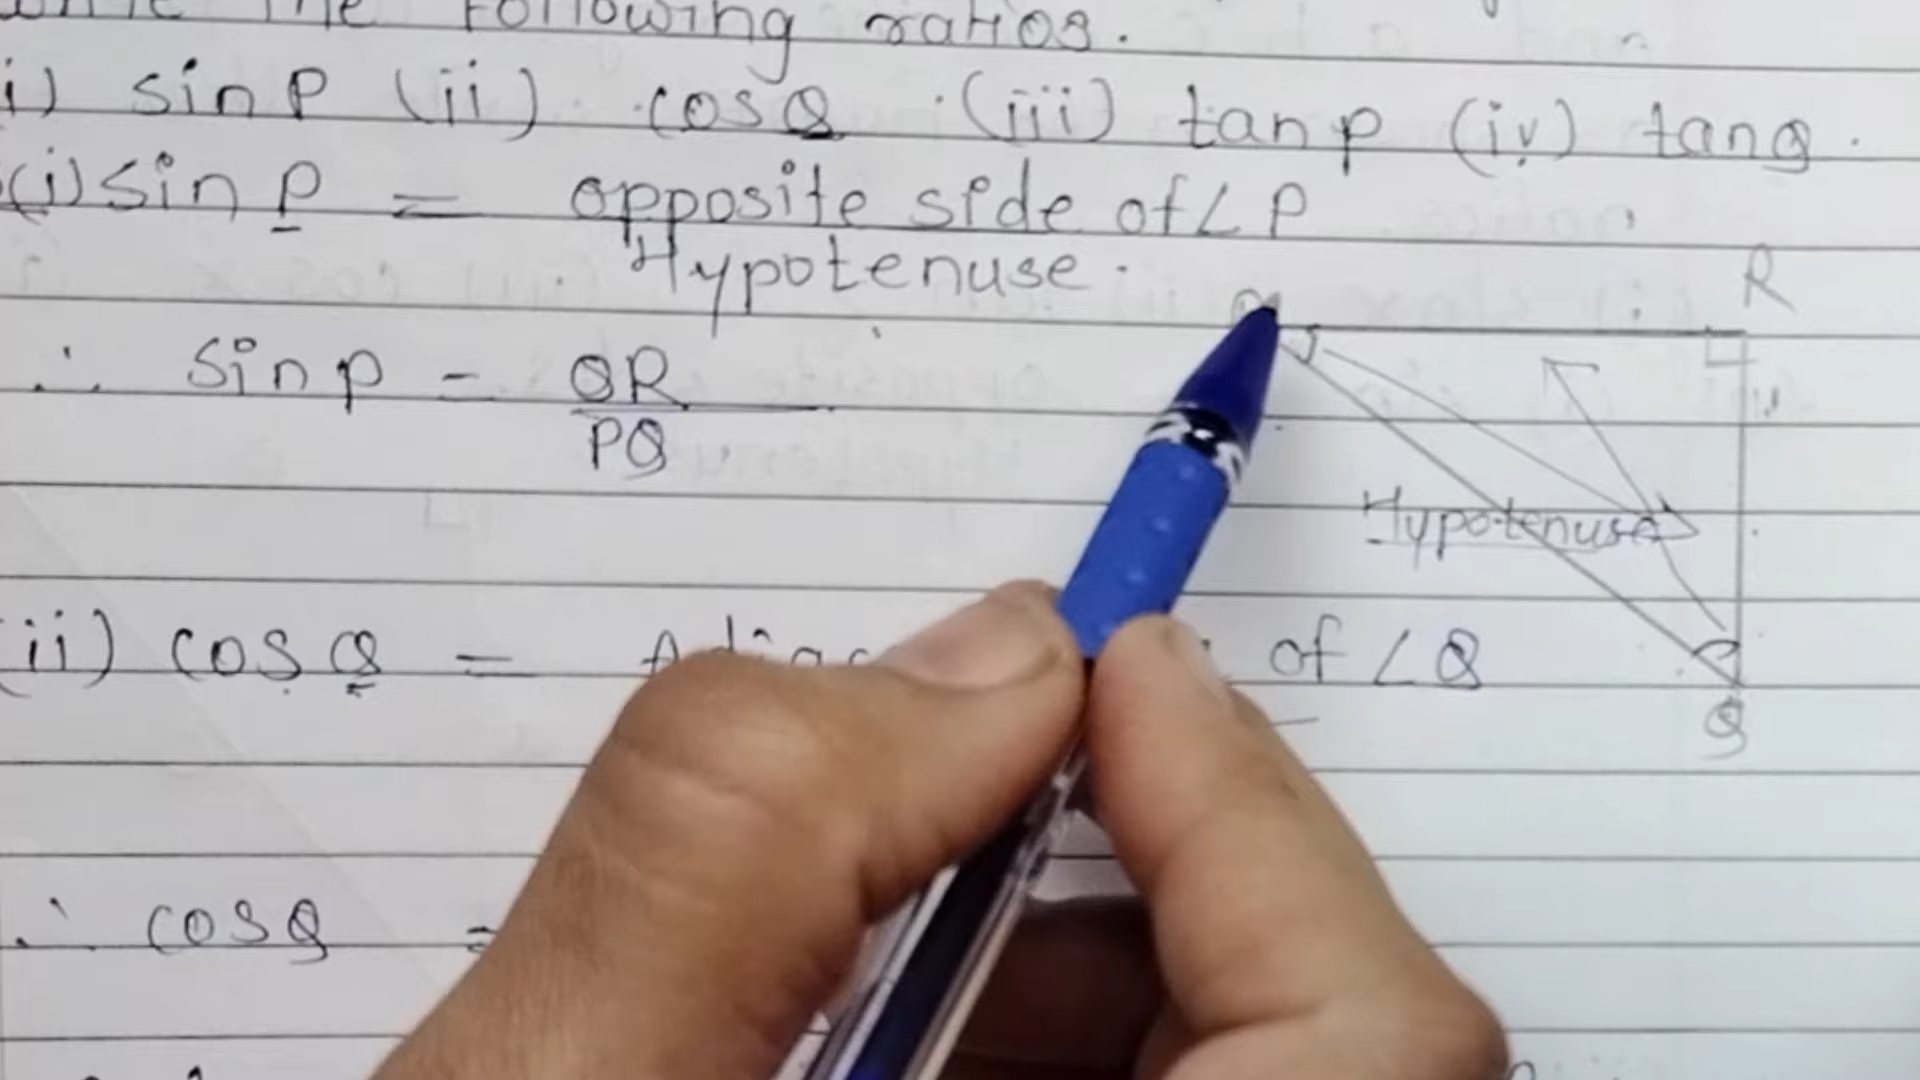 the following ratios.
i) sin P (ii) cos Q (iii) tan p (iv) tan Q.
(i) sin P = opposite side of ∠ P
Hypotenuse.
R
∴ sin p = QR
PQ
Hypotenuse
(ii) cos Q = of ∠ Q
Q
∴ cos Q =